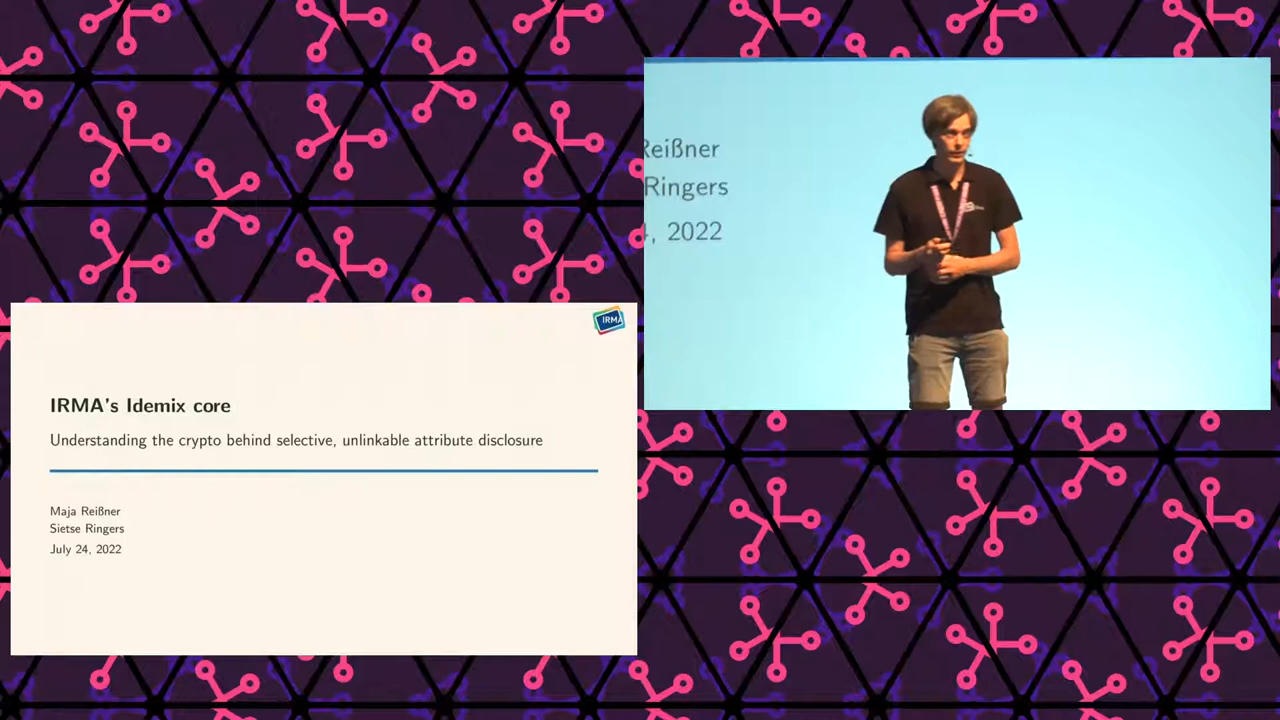 IRMA
IRMA's Idemix core
Understanding the crypto behind selective, unlinkable attribute disclosure
Maja Reißner
Sietse Ringers
July 24, 2022
Reißner
Ringers
4, 2022